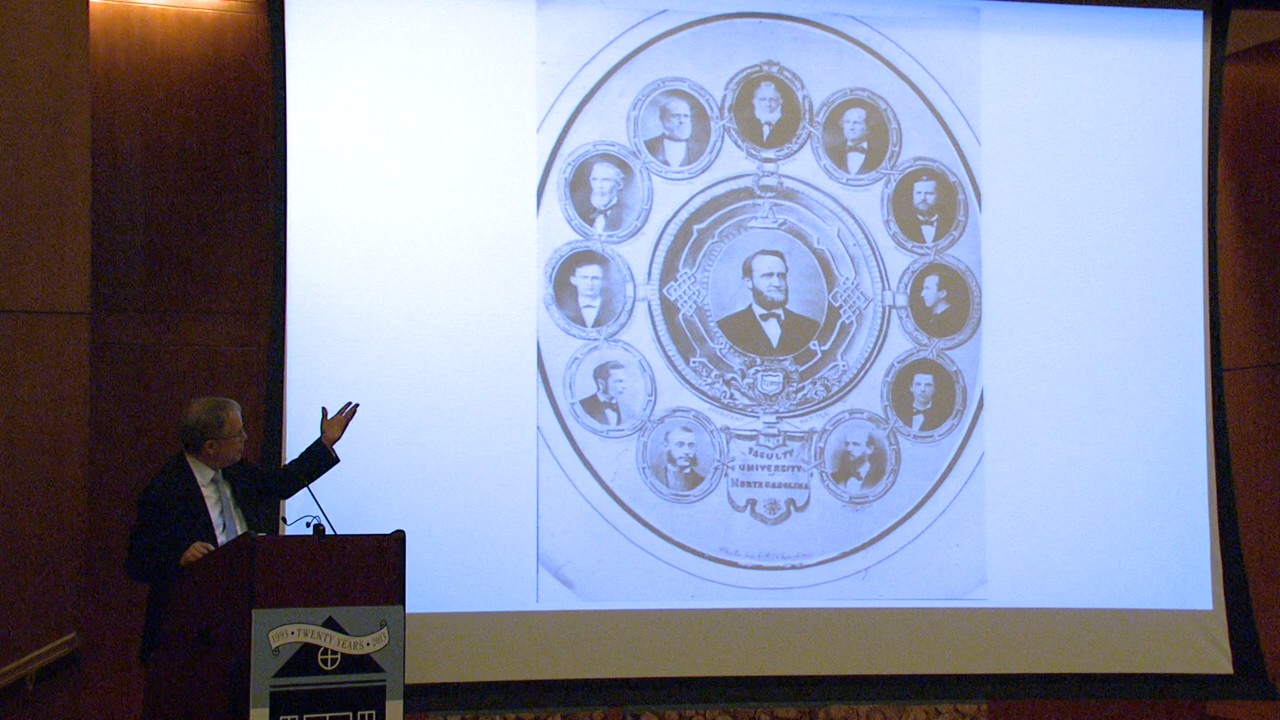 FACULTY
UNIVERSITY
NORTH CAROLINA
1993 • TWENTY YEARS • 2013